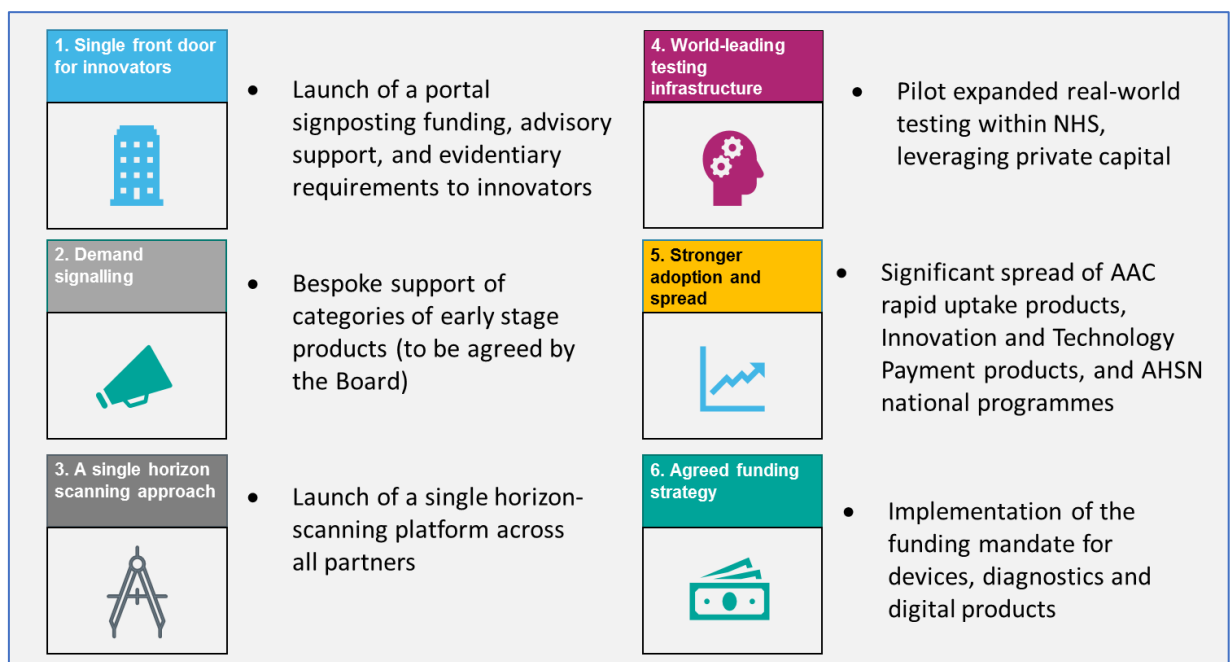 1. Single front door
for innovators
• Launch of a portal
signposting funding, advisory
support, and evidentiary
requirements to innovators
2. Demand
signalling
• Bespoke support of
categories of early stage
products (to be agreed by
the Board)
3. A single horizon
scanning approach
• Launch of a single horizon-
scanning platform across
all partners
4. World-leading
testing
infrastructure
• Pilot expanded real-world
testing within NHS,
leveraging private capital
5. Stronger
adoption and
spread
• Significant spread of AAC
rapid uptake products,
Innovation and Technology
Payment products, and AHSN
national programmes
6. Agreed funding
strategy
• Implementation of the
funding mandate for
devices, diagnostics and
digital products